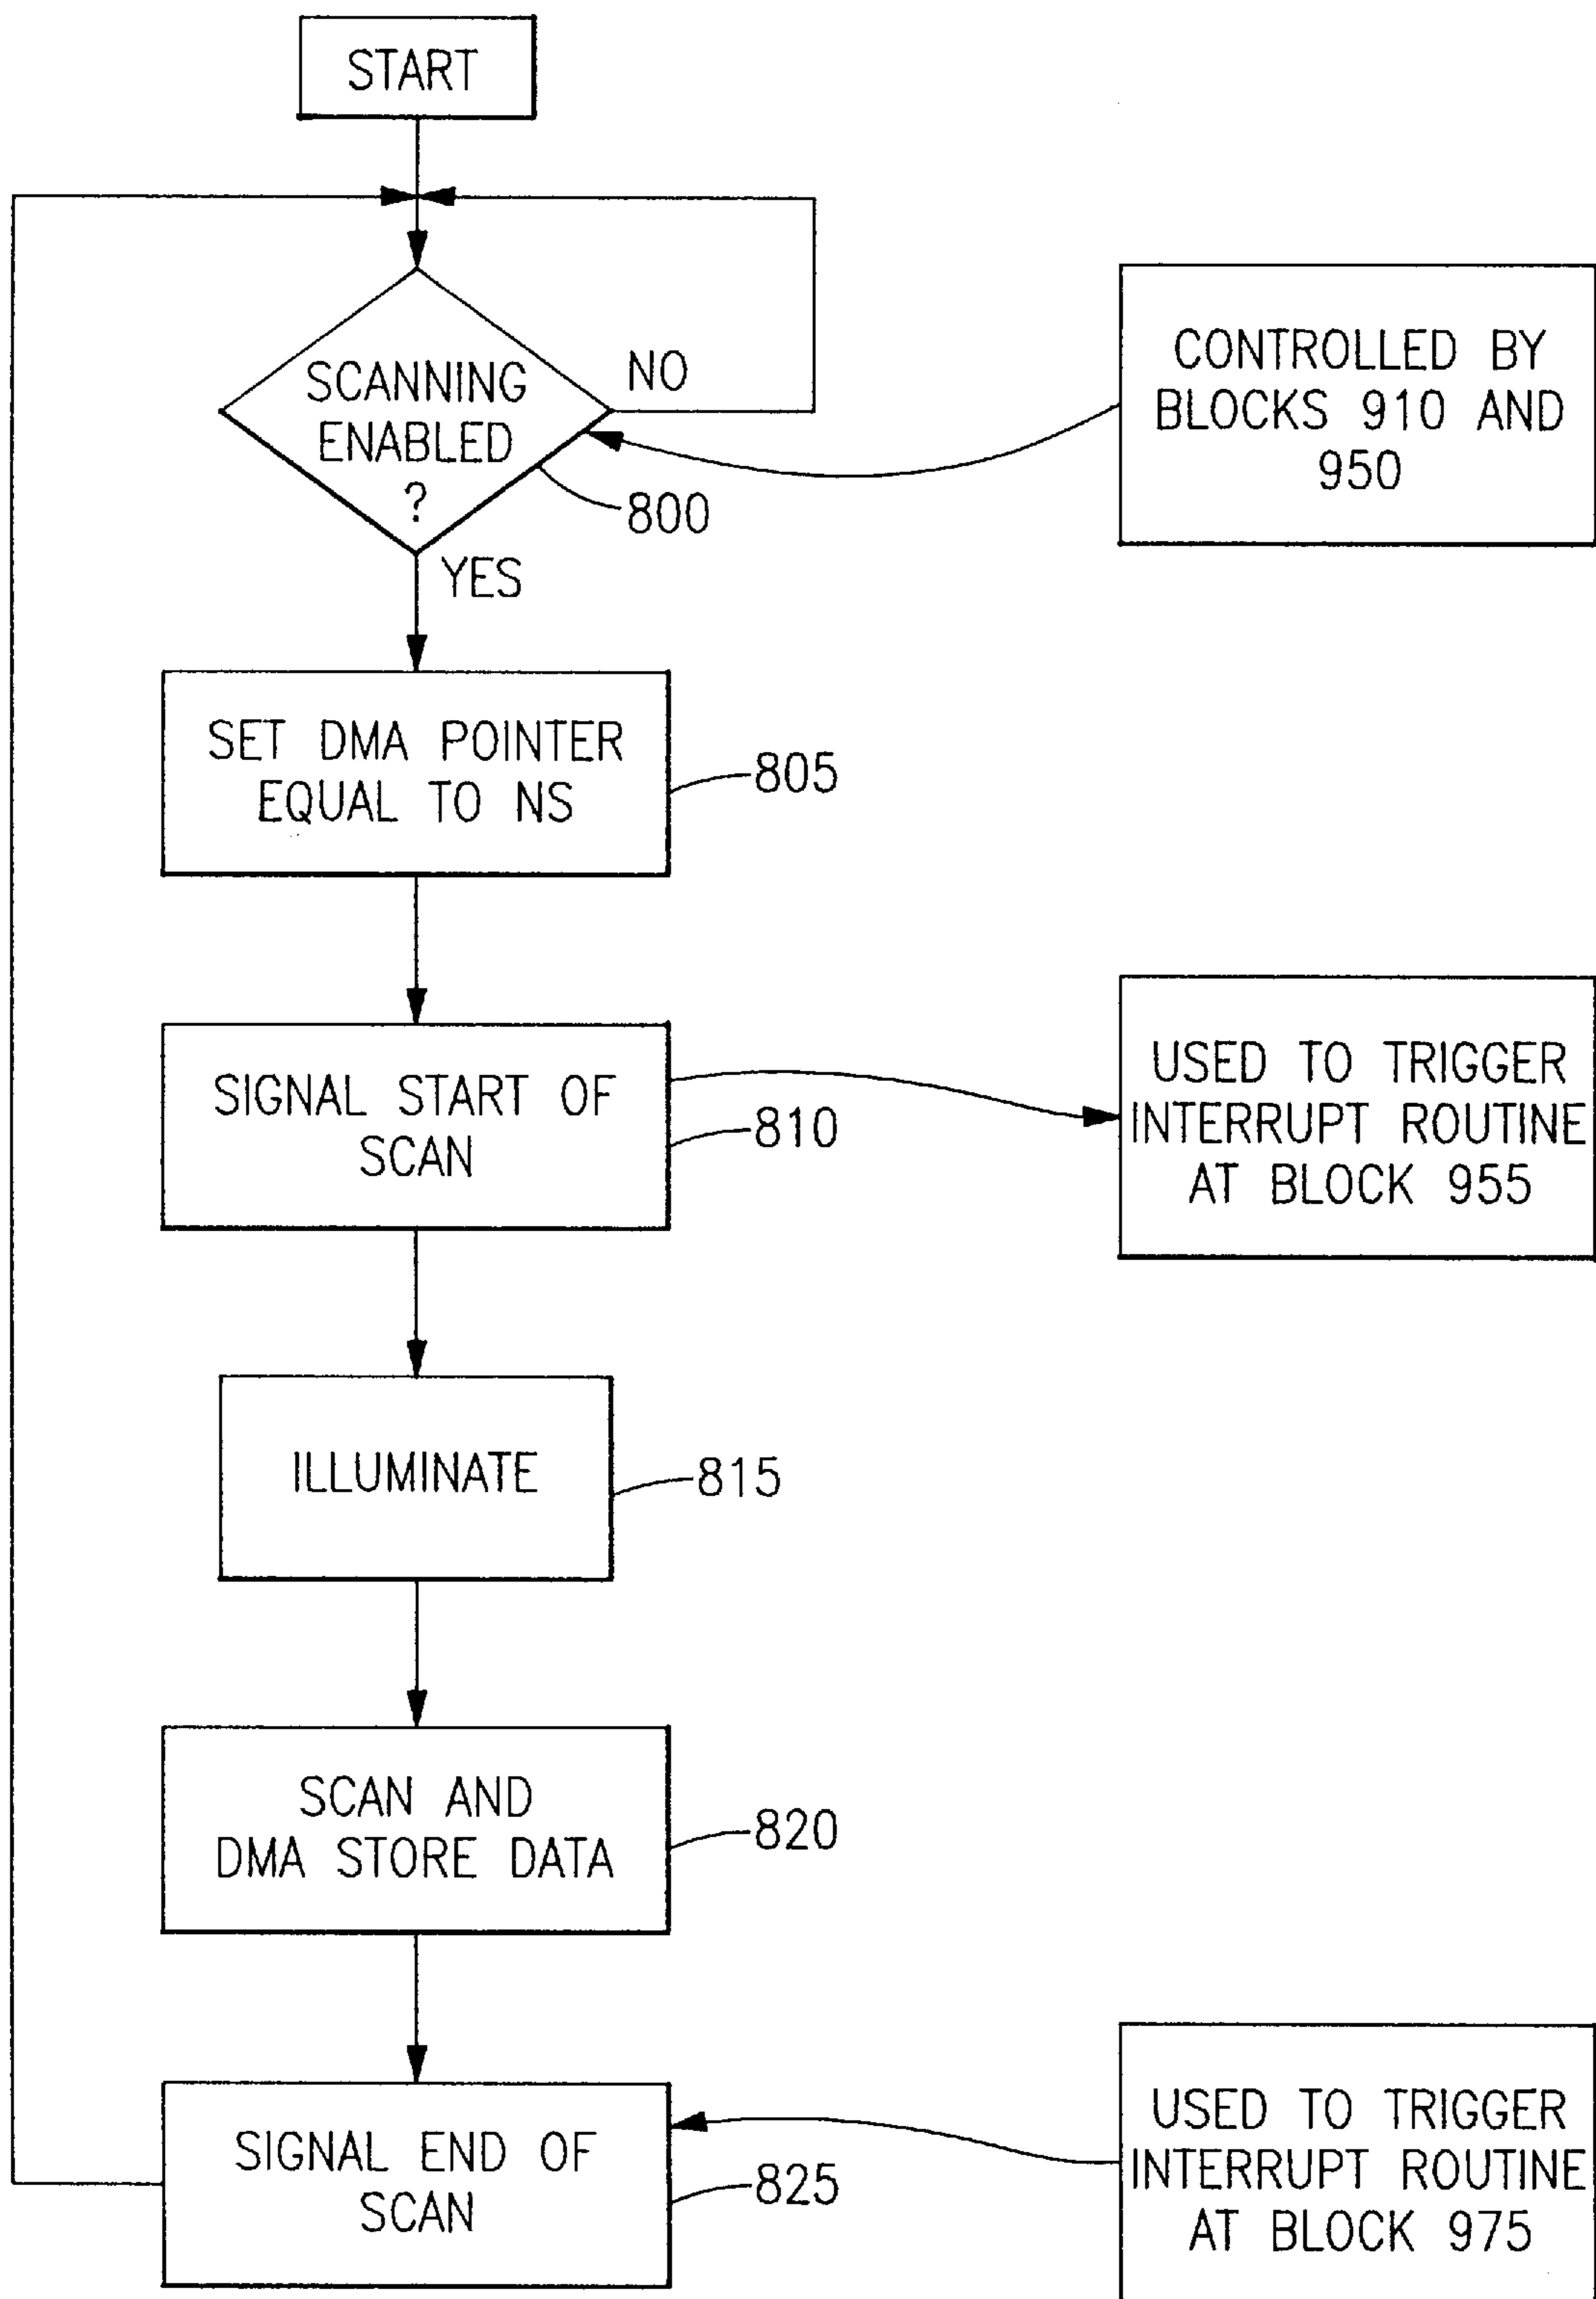 START
SCANNING
ENABLED
?
NO
800
YES
CONTROLLED BY
BLOCKS 910 AND
950
SET DMA POINTER
EQUAL TO NS
805
SIGNAL START OF
SCAN
810
USED TO TRIGGER
INTERRUPT ROUTINE
AT BLOCK 955
ILLUMINATE
815
SCAN AND
DMA STORE DATA
820
SIGNAL END OF
SCAN
825
USED TO TRIGGER
INTERRUPT ROUTINE
AT BLOCK 975